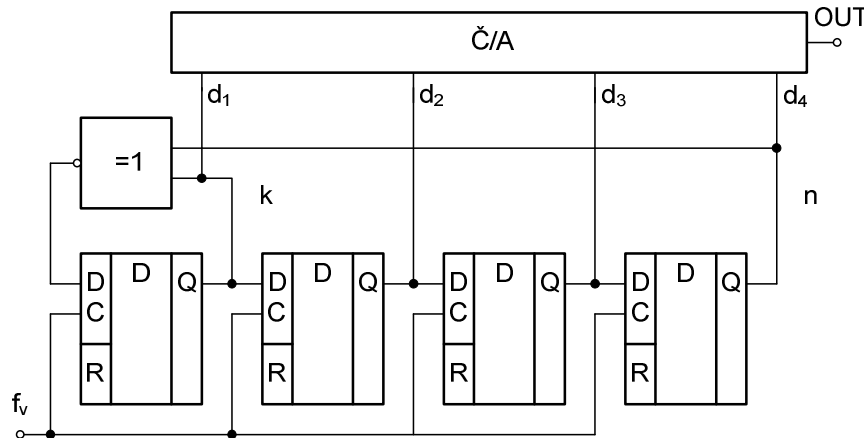 OUT
Č/A
d₁ d₂ d₃ d₄
=1
k n
D D Q D D Q D D Q D D Q
C C C C
R R R R
fᵥ